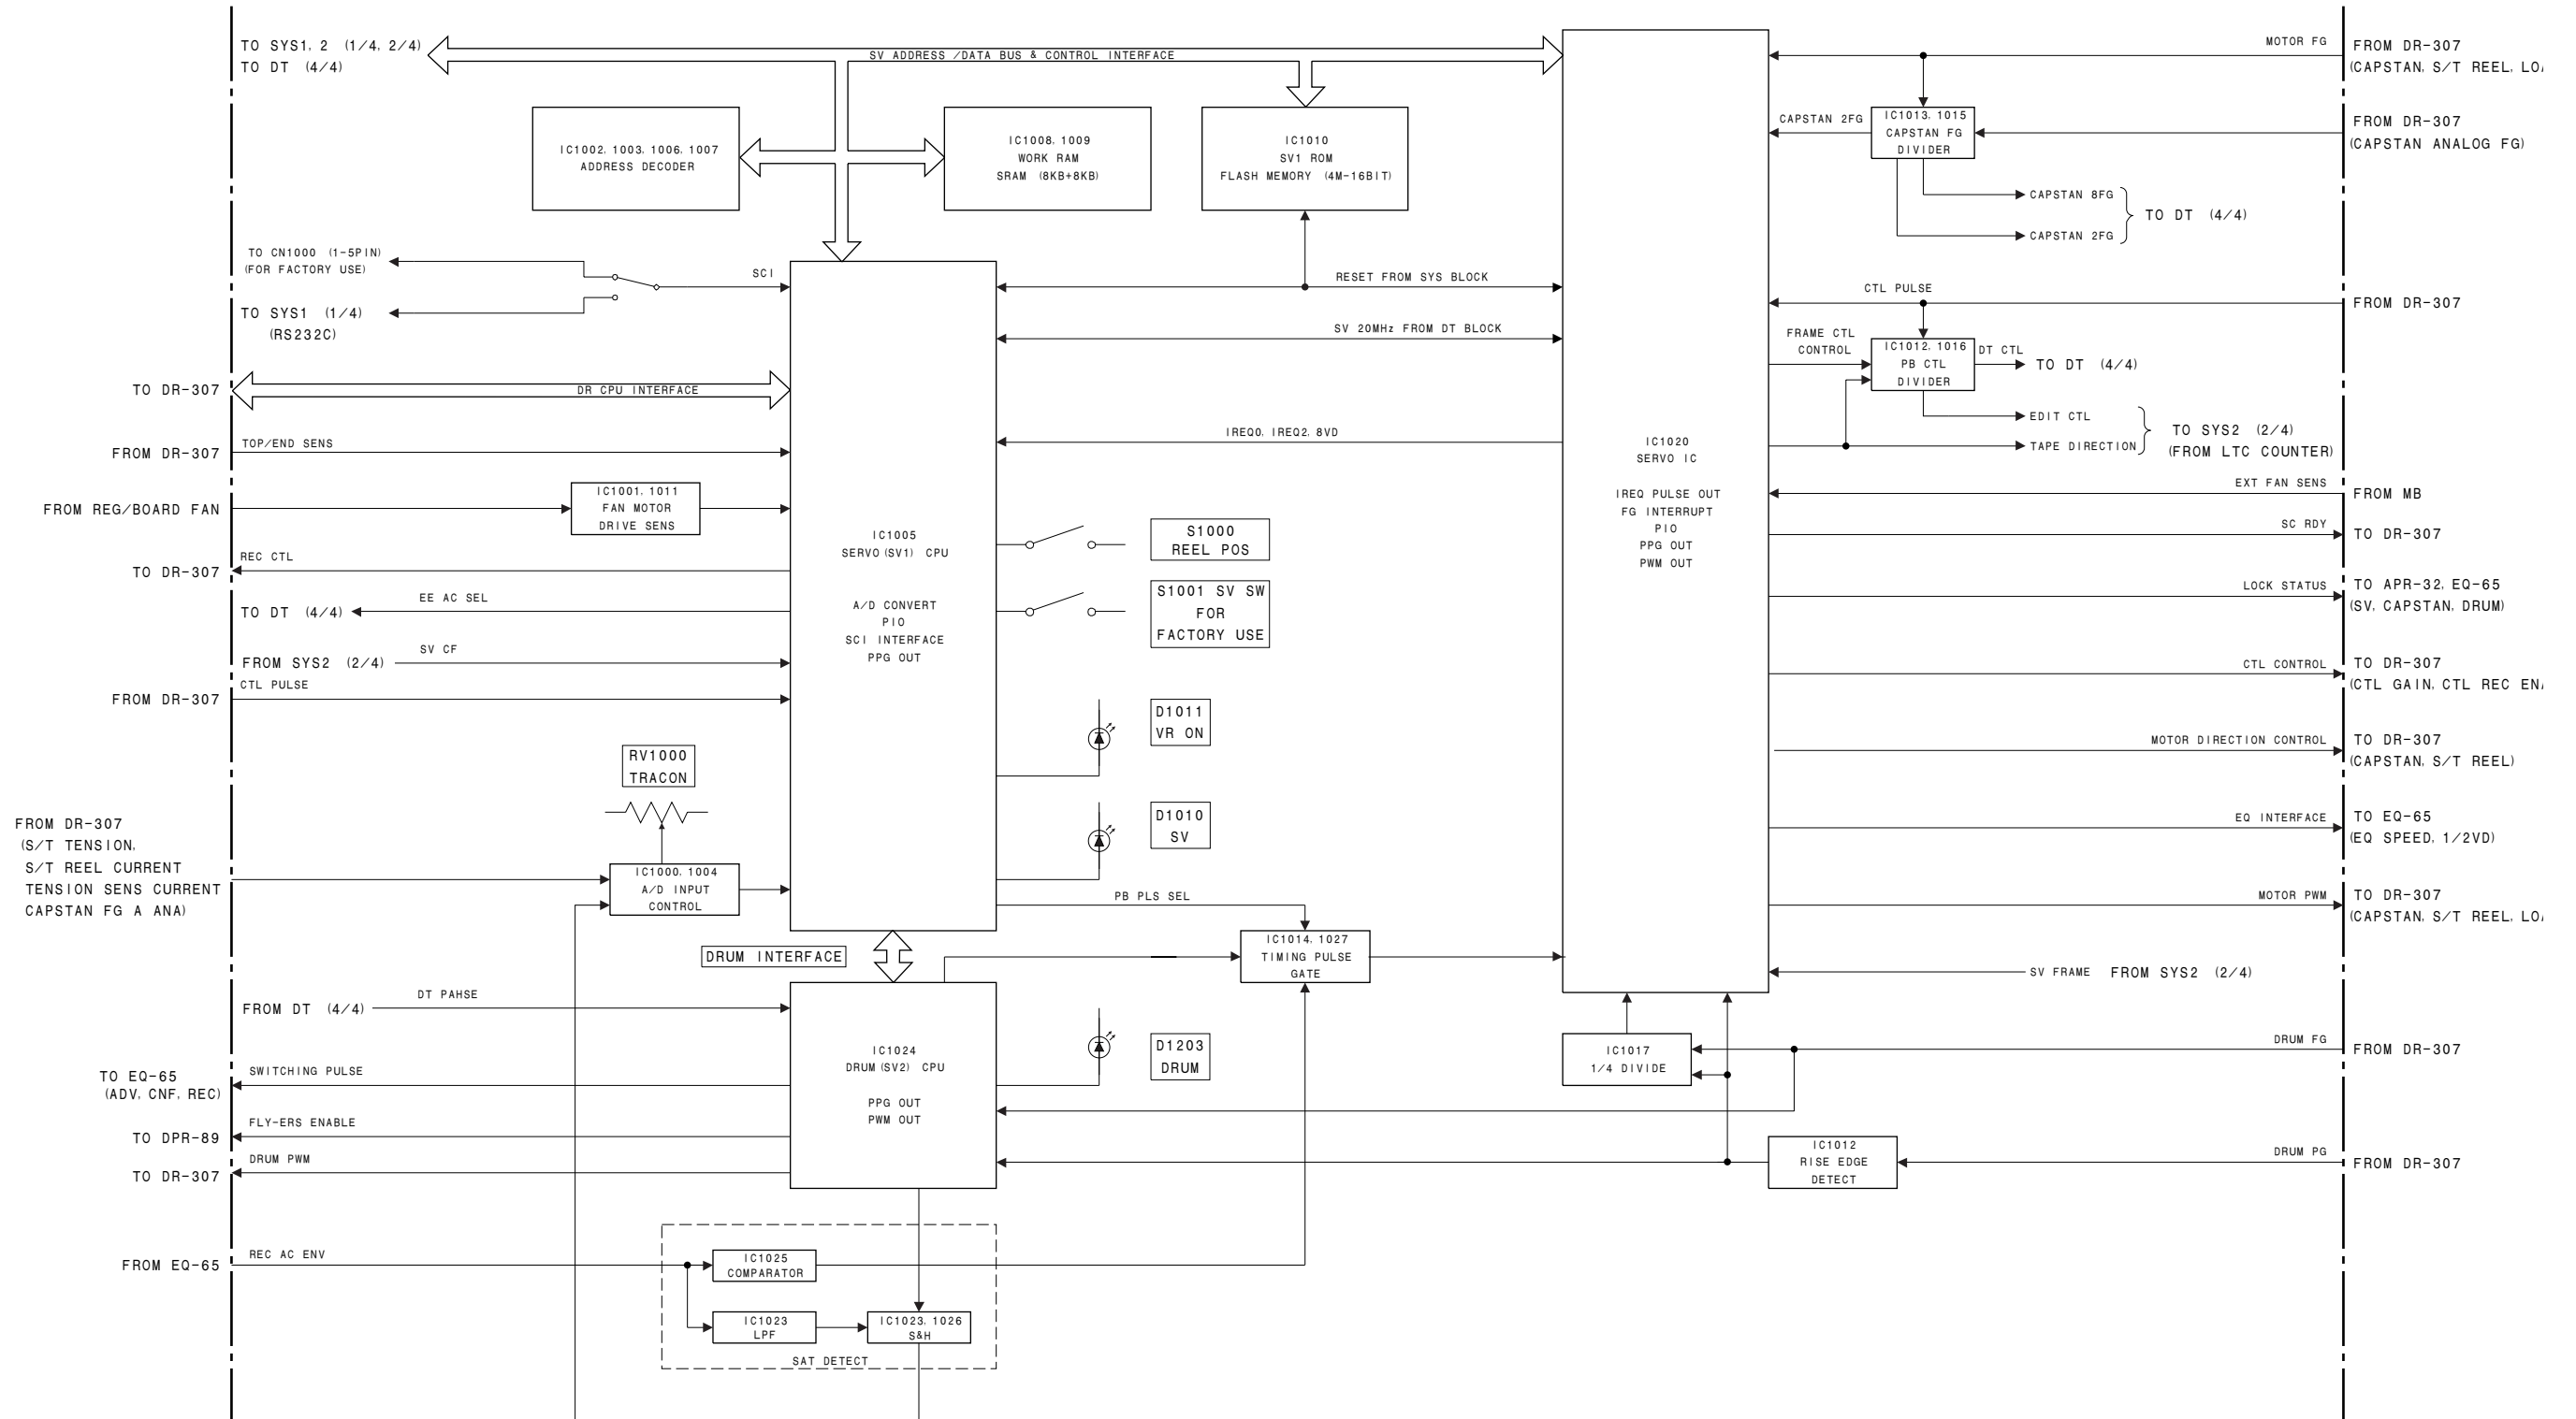 TO SYS1, 2 (1/4, 2/4)
TO DT (4/4)
SV ADDRESS /DATA BUS & CONTROL INTERFACE
MOTOR FG
FROM DR-307
(CAPSTAN, S/T REEL, LO
IC1002, 1003, 1006, 1007
ADDRESS DECODER
IC1008, 1009
WORK RAM
SRAM (8KB+8KB)
IC1010
SV1 ROM
FLASH MEMORY (4M-16BIT)
CAPSTAN 2FG
IC1013, 1015
CAPSTAN FG
DIVIDER
FROM DR-307
(CAPSTAN ANALOG FG)
CAPSTAN 8FG
CAPSTAN 2FG
TO DT (4/4)
TO CN1000 (1-5PIN)
(FOR FACTORY USE)
SCI
TO SYS1 (1/4)
(RS232C)
RESET FROM SYS BLOCK
SV 20MHz FROM DT BLOCK
CTL PULSE
FROM DR-307
FRAME CTL
CONTROL
IC1012, 1016
PB CTL
DIVIDER
DT CTL
TO DT (4/4)
EDIT CTL
TAPE DIRECTION
TO SYS2 (2/4)
(FROM LTC COUNTER)
TO DR-307
DR CPU INTERFACE
FROM DR-307
TOP/END SENS
IREQ0, IREQ2, 8VD
FROM REG/BOARD FAN
IC1001, 1011
FAN MOTOR
DRIVE SENS
TO DR-307
REC CTL
TO DT (4/4)
EE AC SEL
FROM SYS2 (2/4)
SV CF
FROM DR-307
CTL PULSE
IC1005
SERVO (SV1) CPU
A/D CONVERT
PIO
SCI INTERFACE
PPG OUT
S1000
REEL POS
S1001 SV SW
FOR
FACTORY USE
D1011
VR ON
D1010
SV
IC1020
SERVO IC
IREQ PULSE OUT
FG INTERRUPT
PIO
PPG OUT
PWM OUT
EXT FAN SENS
FROM MB
SC RDY
TO DR-307
LOCK STATUS
TO APR-32, EQ-65
(SV, CAPSTAN, DRUM)
CTL CONTROL
TO DR-307
(CTL GAIN, CTL REC EN
MOTOR DIRECTION CONTROL
TO DR-307
(CAPSTAN, S/T REEL)
EQ INTERFACE
TO EQ-65
(EQ SPEED, 1/2VD)
MOTOR PWM
TO DR-307
(CAPSTAN, S/T REEL, LO
SV FRAME FROM SYS2 (2/4)
RV1000
TRACON
FROM DR-307
(S/T TENSION,
S/T REEL CURRENT
TENSION SENS CURRENT
CAPSTAN FG A ANA)
IC1000, 1004
A/D INPUT
CONTROL
PB PLS SEL
IC1014, 1027
TIMING PULSE
GATE
DRUM INTERFACE
FROM DT (4/4)
DT PAHSE
TO EQ-65
(ADV, CNF, REC)
SWITCHING PULSE
TO DPR-89
FLY-ERS ENABLE
TO DR-307
DRUM PWM
IC1024
DRUM (SV2) CPU
PPG OUT
PWM OUT
D1203
DRUM
IC1017
1/4 DIVIDE
DRUM FG
FROM DR-307
IC1012
RISE EDGE
DETECT
DRUM PG
FROM DR-307
FROM EQ-65
REC AC ENV
IC1025
COMPARATOR
IC1023
LPF
IC1023, 1026
S&H
SAT DETECT